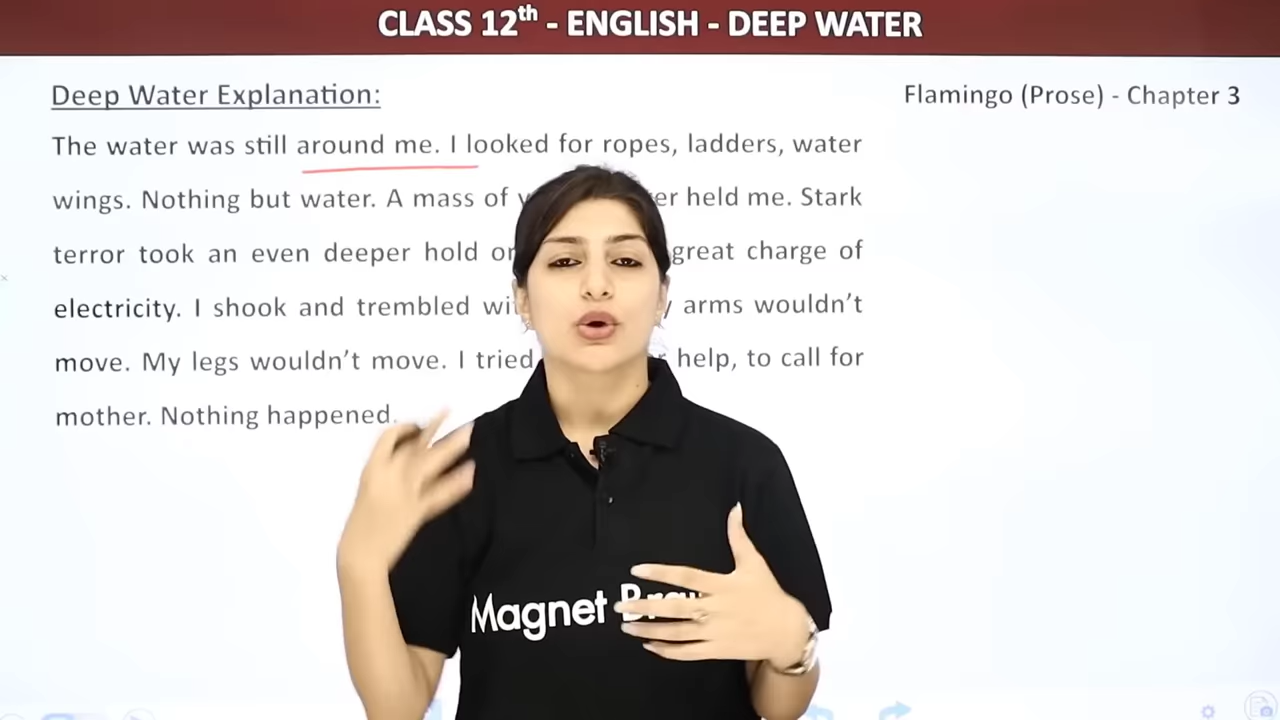 CLASS 12th - ENGLISH - DEEP WATER
Deep Water Explanation:
Flamingo (Prose) - Chapter 3
The water was still around me. I looked for ropes, ladders, water
wings. Nothing but water. A mass of held me. Stark
terror took an even deeper hold great charge of
electricity. I shook and trembled arms wouldn't
move. My legs wouldn't move. I tried help, to call for
mother. Nothing happened.
Magnet